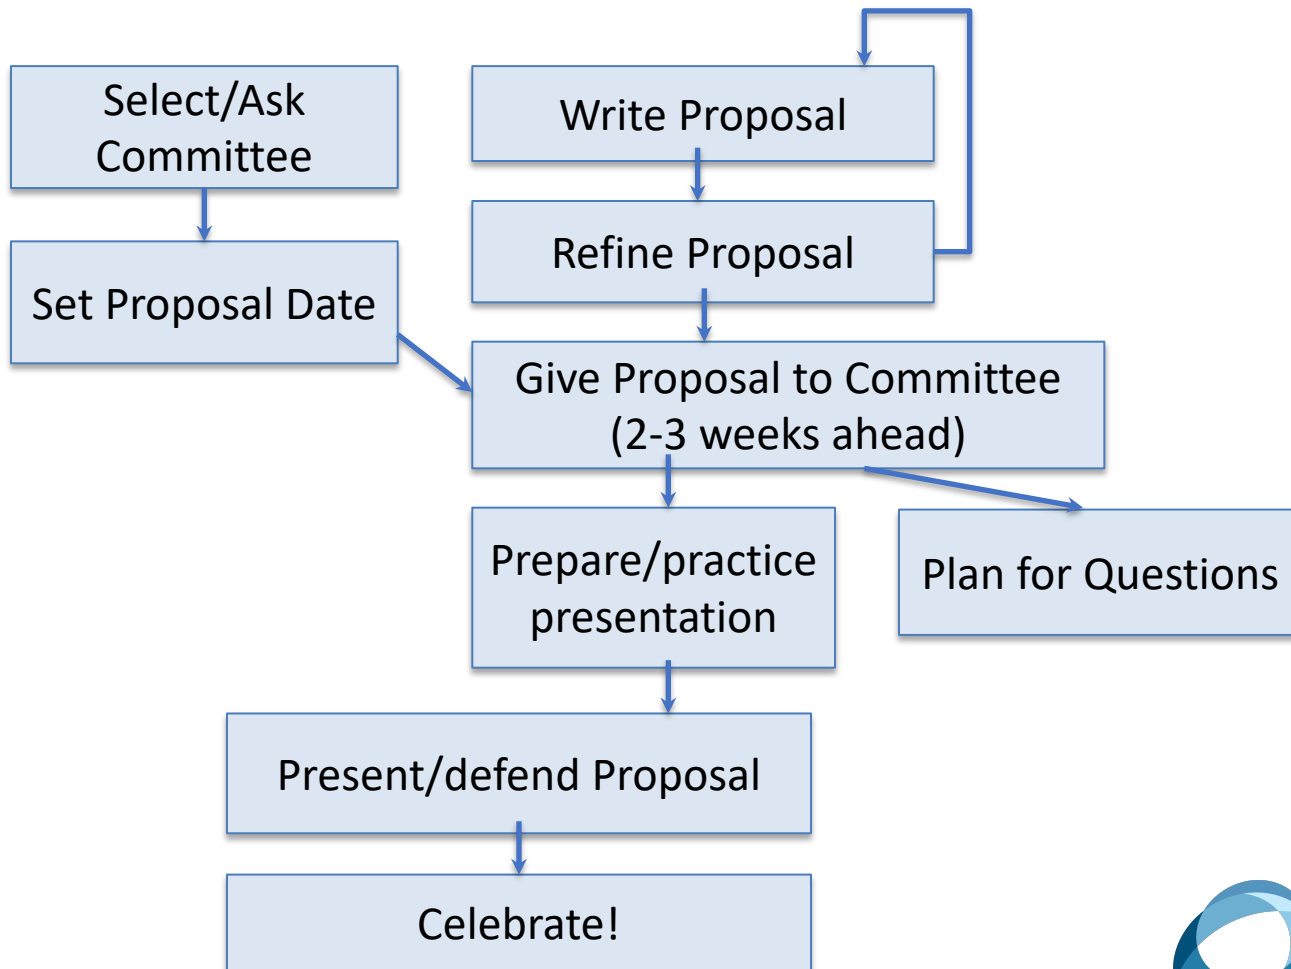 Select/Ask
Committee
Set Proposal Date
Write Proposal
Refine Proposal
Give Proposal to Committee
(2-3 weeks ahead)
Prepare/practice
presentation
Plan for Questions
Present/defend Proposal
Celebrate!